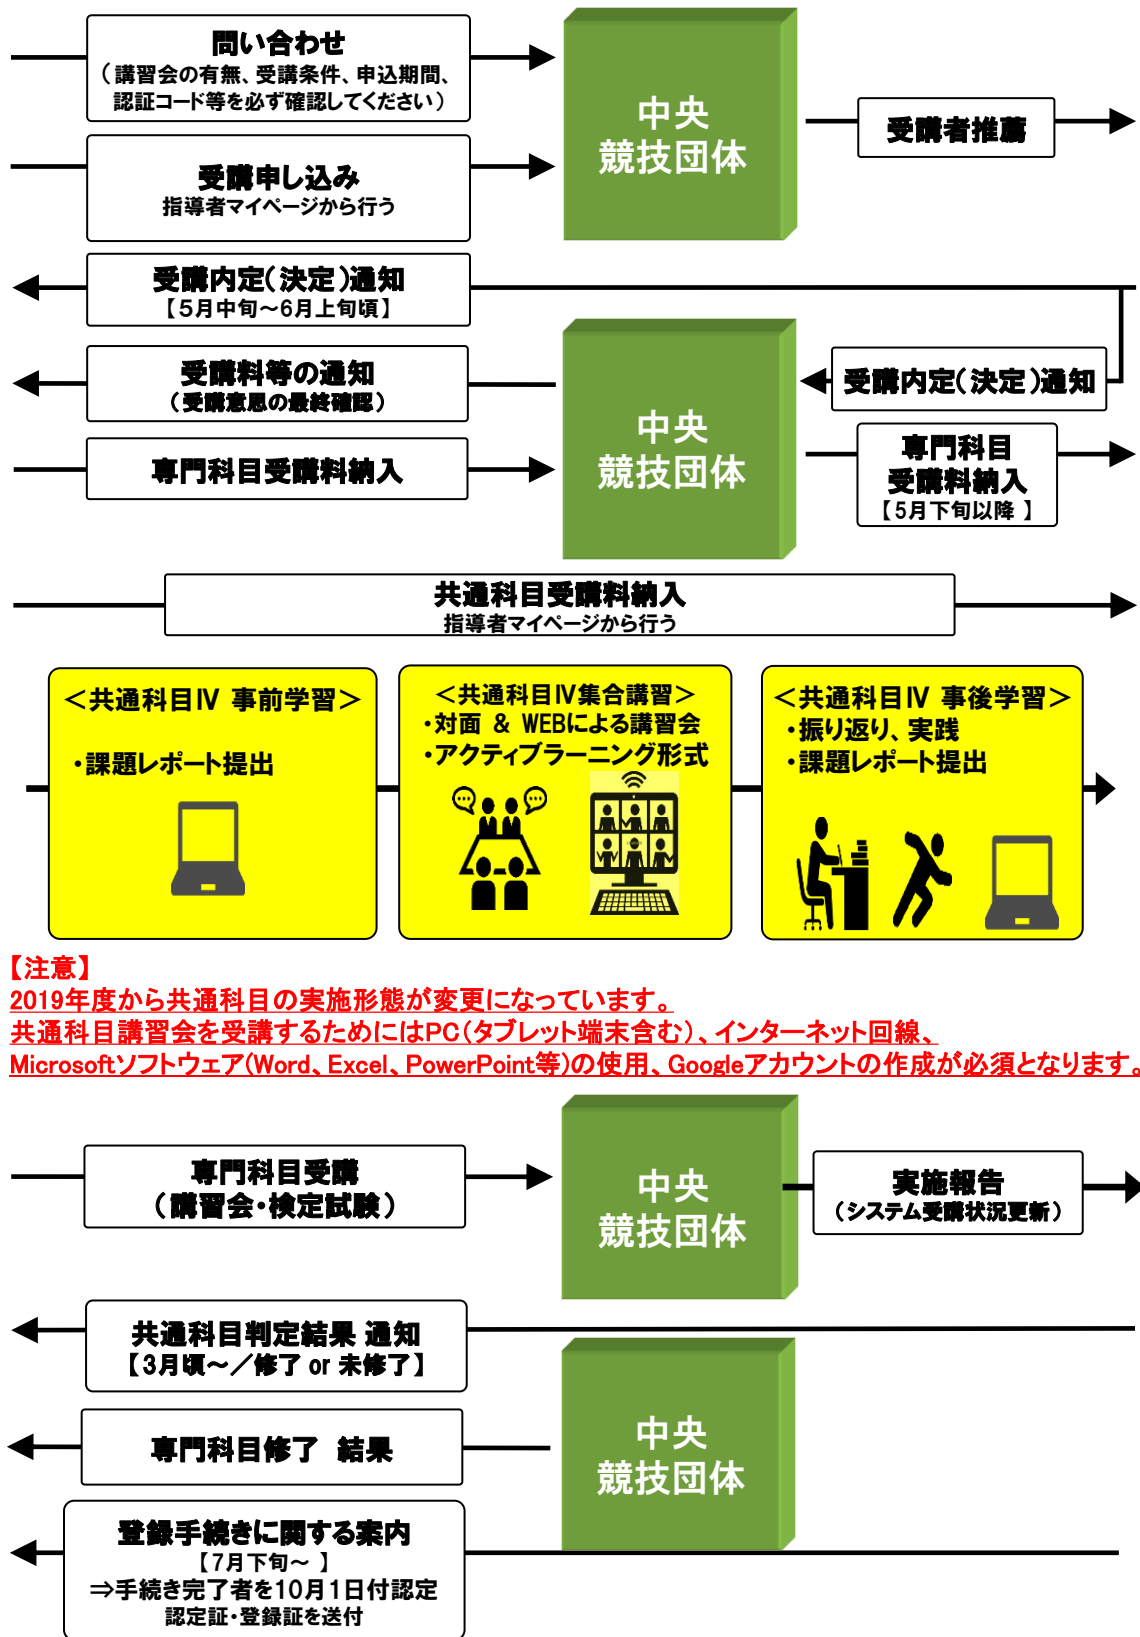 問い合わせ
（講習会の有無、受講条件、申込期間、
認証コード等を必ず確認してください）
中央
競技団体
受講者推薦
受講申し込み
指導者マイページから行う
受講内定（決定）通知
【5月中旬～6月上旬頃】
受講料等の通知
（受講意思の最終確認）
中央
競技団体
受講内定（決定）通知
専門科目受講料納入
専門科目
受講料納入
【5月下旬以降 】
共通科目受講料納入
指導者マイページから行う
＜共通科目Ⅳ 事前学習＞
・課題レポート提出
＜共通科目Ⅳ集合講習＞
・対面 & WEBによる講習会
・アクティブラーニング形式
＜共通科目Ⅳ 事後学習＞
・振り返り、実践
・課題レポート提出
【注意】
2019年度から共通科目の実施形態が変更になっています。
共通科目講習会を受講するためにはPC（タブレット端末含む）、インターネット回線、
Microsoftソフトウェア(Word、Excel、PowerPoint等)の使用、Googleアカウントの作成が必須となります。
専門科目受講
（講習会・検定試験）
中央
競技団体
実施報告
（システム受講状況更新）
共通科目判定結果 通知
【3月頃～／修了 or 未修了】
専門科目修了 結果
中央
競技団体
登録手続きに関する案内
【7月下旬～ 】
⇒手続き完了者を10月1日付認定
認定証・登録証を送付